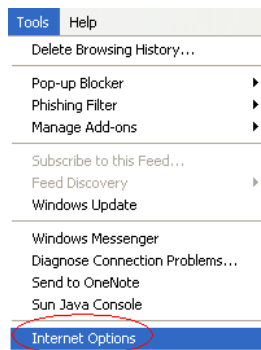 Tools Help
Delete Browsing History...
Pop-up Blocker
Phishing Filter
Manage Add-ons
Subscribe to this Feed...
Feed Discovery
Windows Update
Windows Messenger
Diagnose Connection Problems...
Send to OneNote
Sun Java Console
Internet Options